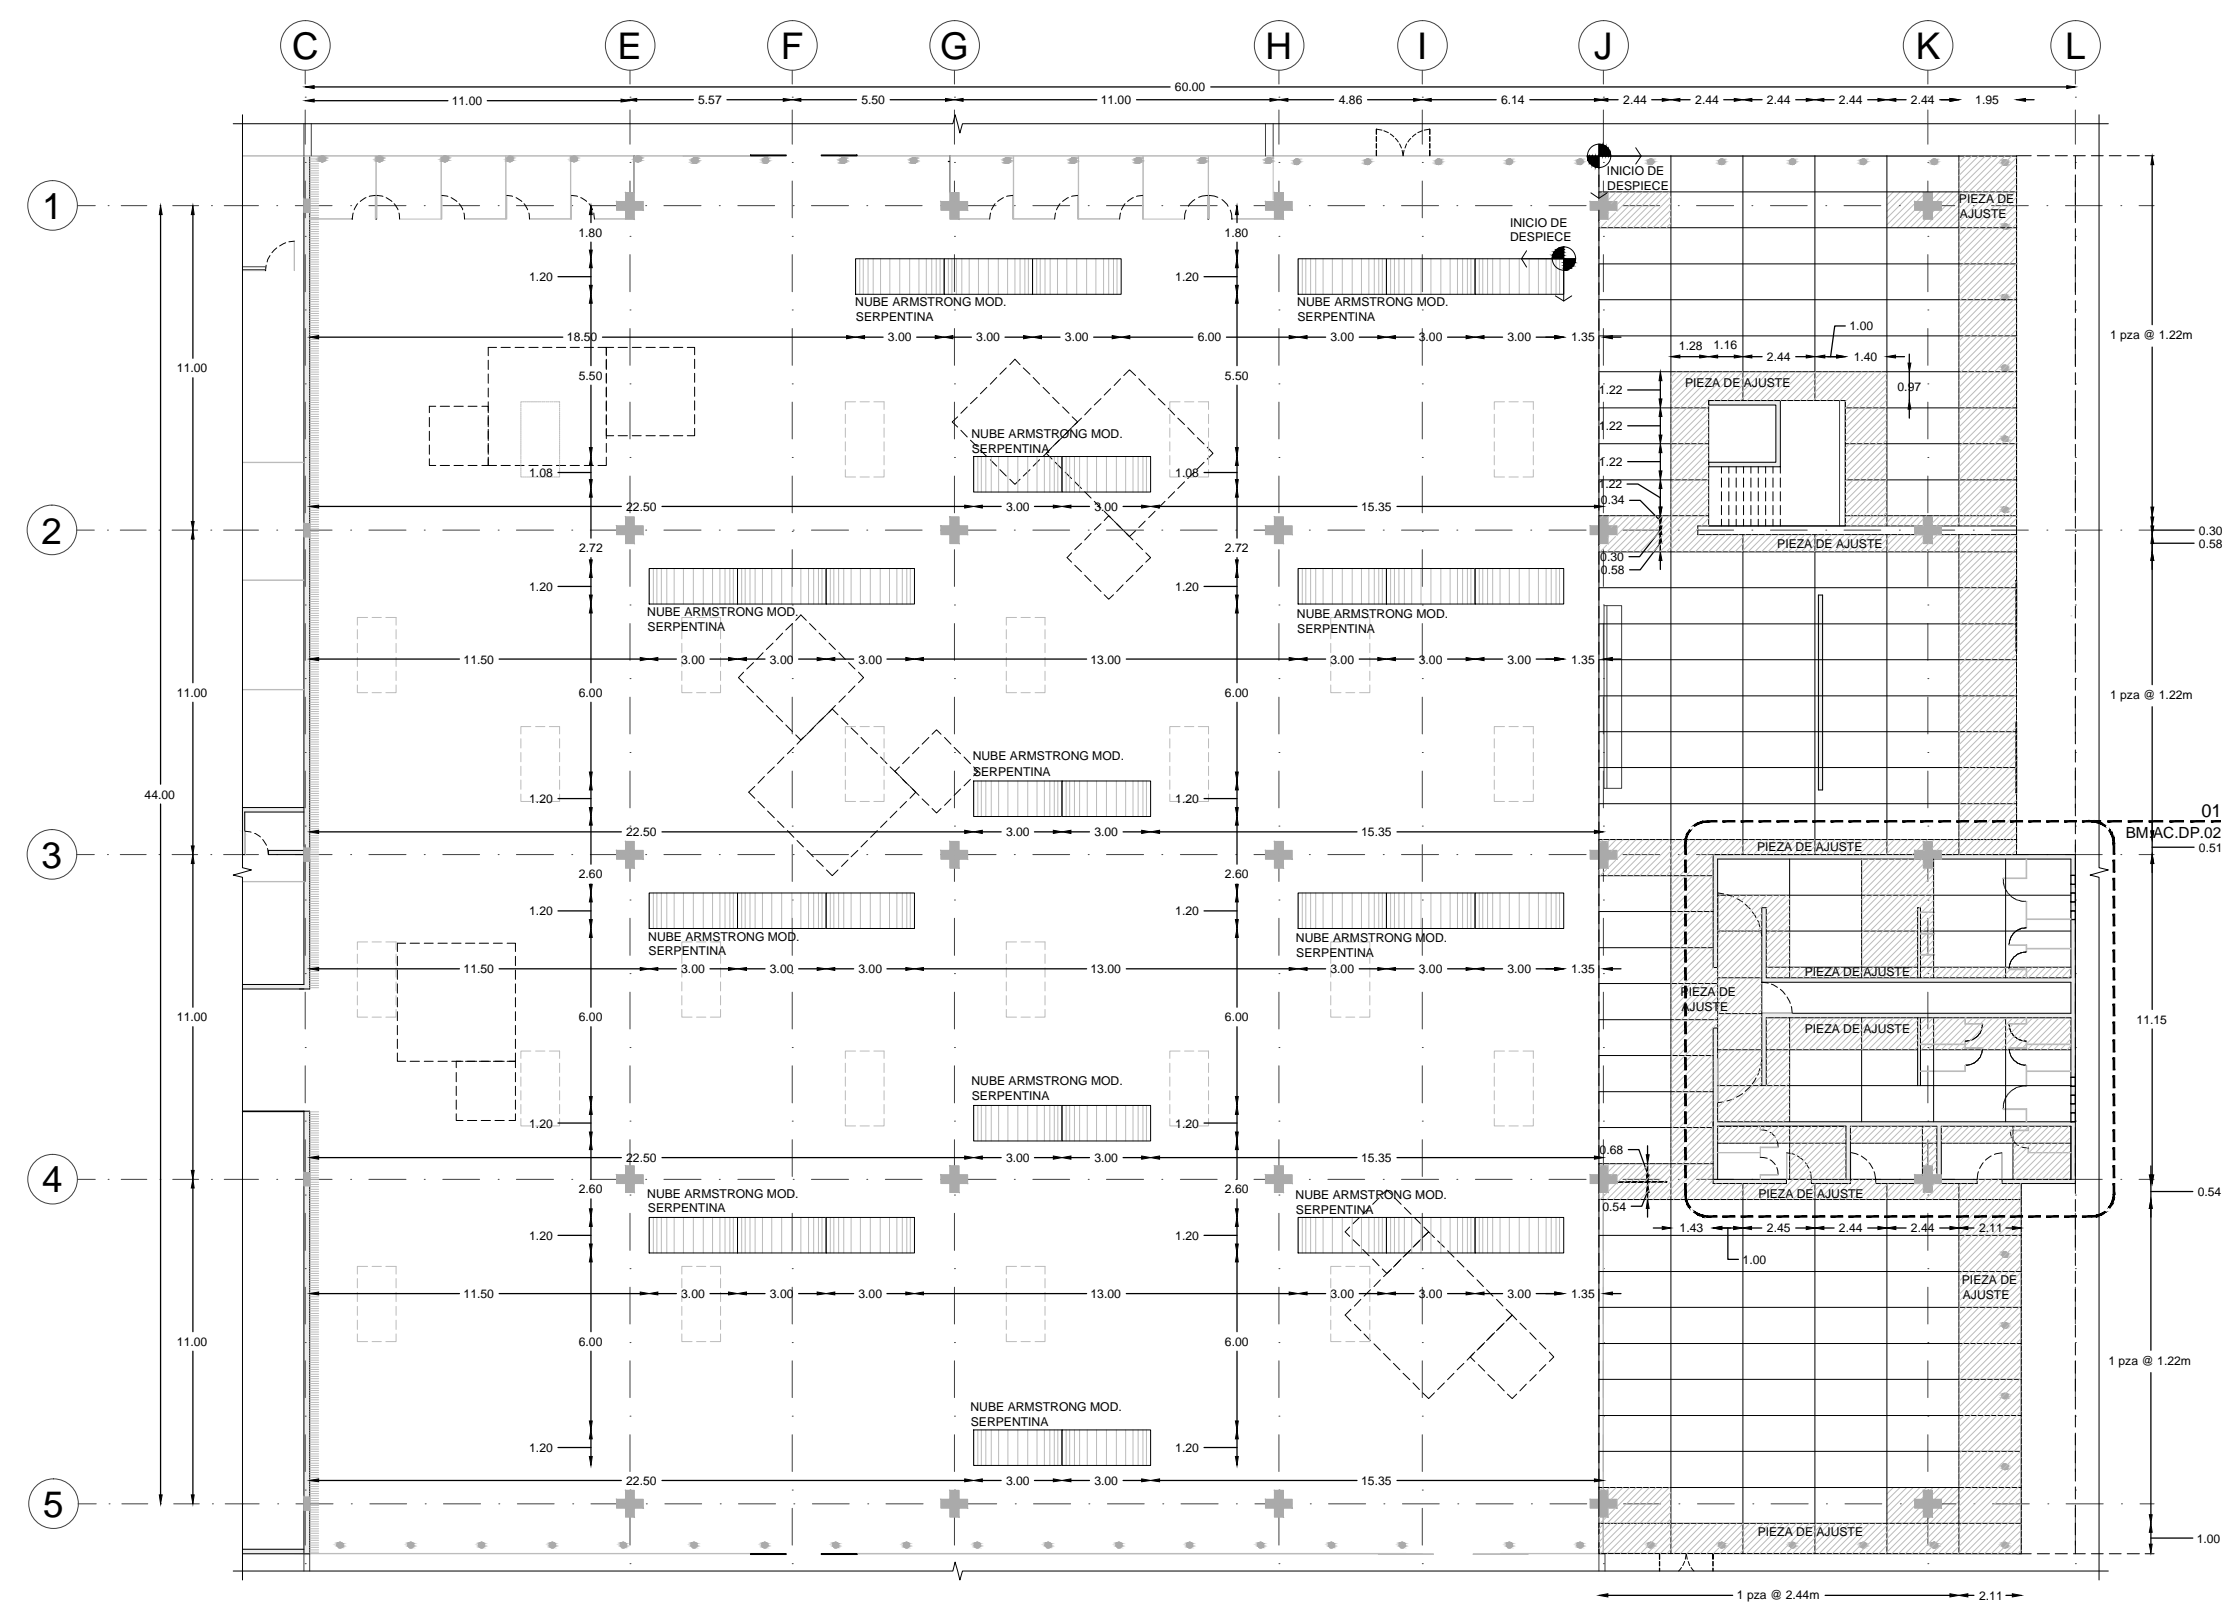 C E F G H I J K L
60.00
11.00 5.57 5.50 11.00 4.86 6.14 2.44 2.44 2.44 2.44 2.44 1.95
INICIO DE
DESPIECE
1
PIEZA DE
AJUSTE
INICIO DE
DESPIECE
1.80 1.80
1.20 1.20
NUBE ARMSTRONG MOD.
SERPENTINA
NUBE ARMSTRONG MOD.
SERPENTINA
18.50 3.00 3.00 3.00 6.00 3.00 3.00 3.00 1.35
1.00
1 pza @ 1.22m
1.28 1.16 2.44 1.40
11.00 5.50 5.50
PIEZA DE AJUSTE
0.97
1.22
1.22
1.22
1.22
0.34
NUBE ARMSTRONG MOD.
SERPENTINA
1.08 1.08
22.50 3.00 3.00 15.35
2
0.30
0.58
PIEZA DE AJUSTE
2.72 2.72
0.30
0.58
1.20 1.20
NUBE ARMSTRONG MOD.
SERPENTINA
NUBE ARMSTRONG MOD.
SERPENTINA
11.50 3.00 3.00 3.00 13.00 3.00 3.00 3.00 1.35
11.00 6.00 6.00 1 pza @ 1.22m
NUBE ARMSTRONG MOD.
SERPENTINA
44.00 1.20 1.20
01
BM.AC.DP.02
22.50 3.00 3.00 15.35
PIEZA DE AJUSTE
0.51
3
2.60 2.60
1.20 1.20
NUBE ARMSTRONG MOD.
SERPENTINA
NUBE ARMSTRONG MOD.
SERPENTINA
11.50 3.00 3.00 3.00 13.00 3.00 3.00 3.00 1.35
PIEZA DE AJUSTE
PIEZA DE
AJUSTE
11.00 6.00 6.00 11.15
PIEZA DE AJUSTE
NUBE ARMSTRONG MOD.
SERPENTINA
1.20 1.20
22.50 3.00 3.00 15.35
0.68
4
2.60 2.60
PIEZA DE AJUSTE
0.54
0.54
NUBE ARMSTRONG MOD.
SERPENTINA
NUBE ARMSTRONG MOD.
SERPENTINA
1.20 1.20
1.43 2.45 2.44 2.44 2.11
1.00
PIEZA DE
AJUSTE
11.50 3.00 3.00 3.00 13.00 3.00 3.00 3.00 1.35
11.00 6.00 6.00
1 pza @ 1.22m
NUBE ARMSTRONG MOD.
SERPENTINA
1.20 1.20
22.50 3.00 3.00 15.35
5
PIEZA DE AJUSTE
1.00
1 pza @ 2.44m 2.11